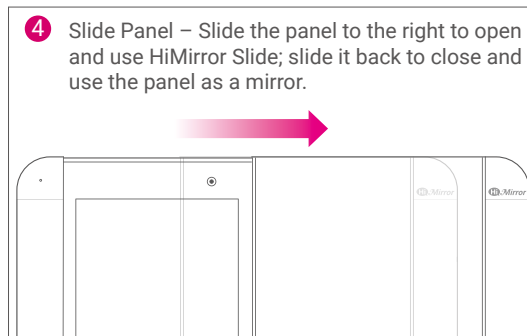 4 Slide Panel – Slide the panel to the right to open
and use HiMirror Slide; slide it back to close and
use the panel as a mirror.
HiMirror HiMirror